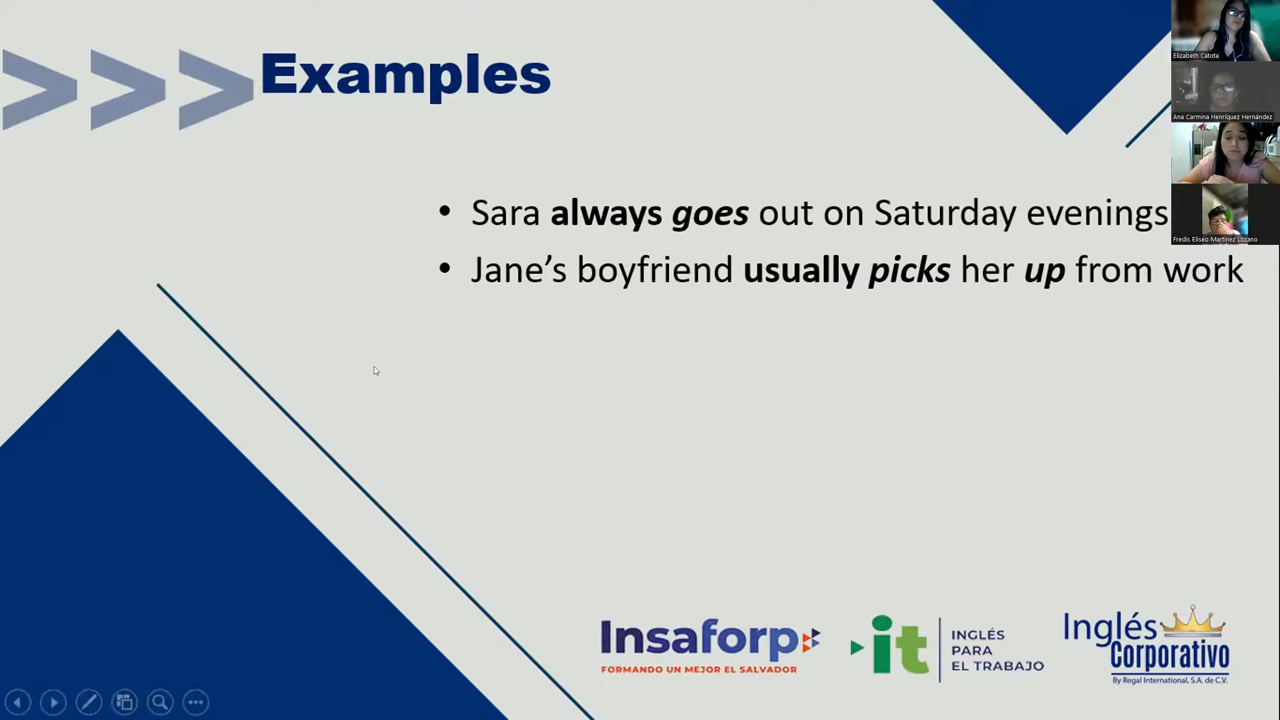 Examples
Elizabeth Catota
Ana Carmina Henríquez Hernández
• Sara always goes out on Saturday evenings
Fredis Eliseo Martinez Lozano
• Jane's boyfriend usually picks her up from work
Insaforp
FORMANDO UN MEJOR EL SALVADOR
it
INGLÉS
PARA
EL TRABAJO
Inglés
Corporativo
By Regal International, S.A. de C.V.